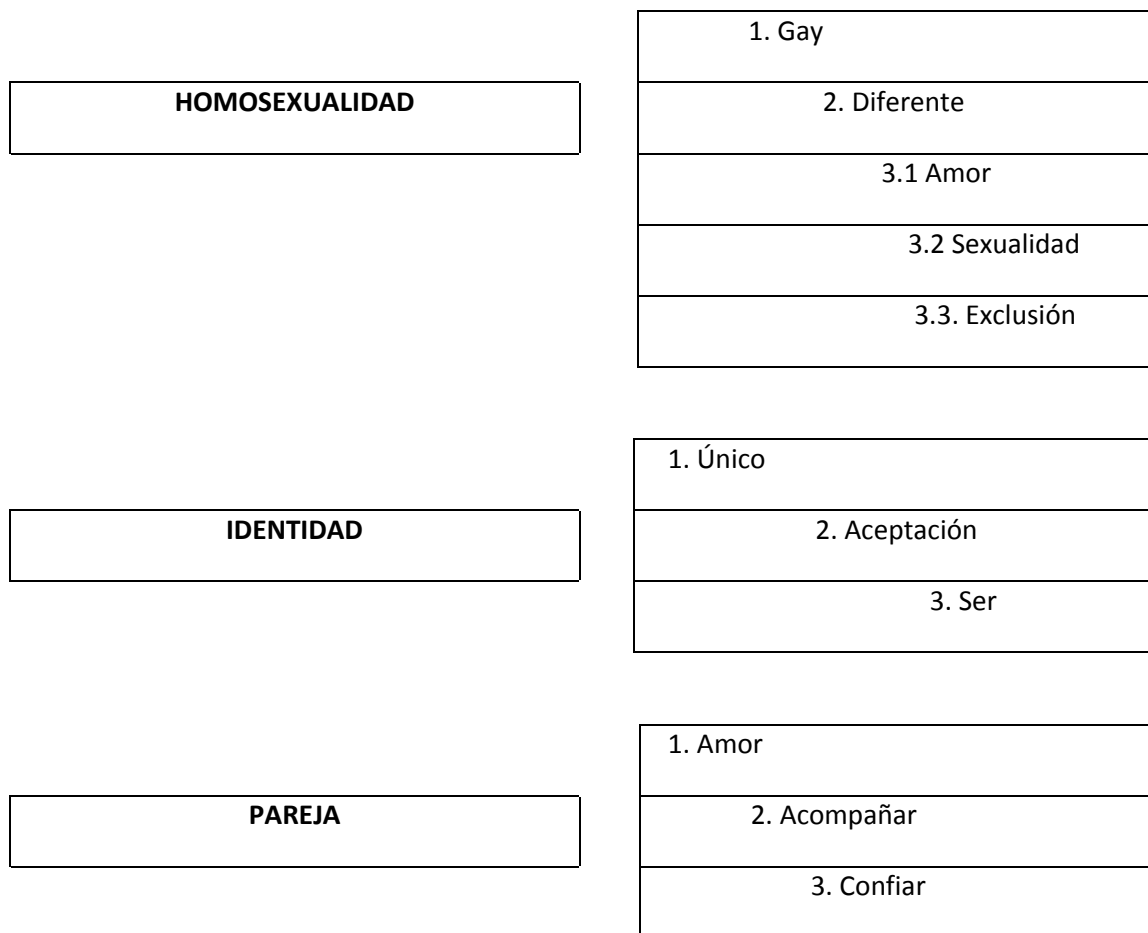 1. Gay
HOMOSEXUALIDAD
2. Diferente
3.1 Amor
3.2 Sexualidad
3.3. Exclusión
1. Único
IDENTIDAD
2. Aceptación
3. Ser
1. Amor
PAREJA
2. Acompañar
3. Confiar